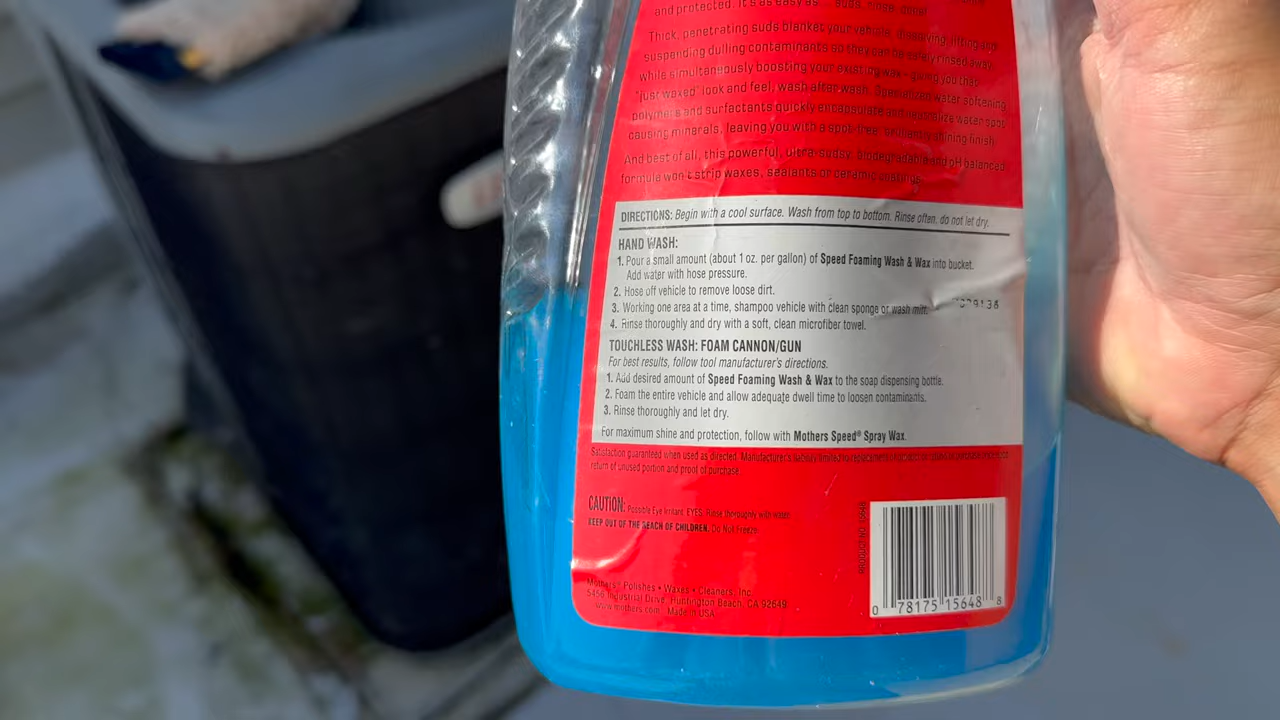 and protected. It's as easy as
Thick, penetrating suds blanket your vehicle, dissolving, lifting and
suspending dulling contaminants so they can be safely rinsed away,
while simultaneously boosting your existing wax - giving you that
"just waxed" look and feel, wash after wash. Specialized water softening
polymers and surfactants quickly encapsulate and neutralize water spot
causing minerals, leaving you with a spot-free, brilliantly shining finish.
And best of all, this powerful, ultra-sudsy, biodegradable and pH balanced
formula won't strip waxes, sealants or ceramic coatings.
DIRECTIONS: Begin with a cool surface. Wash from top to bottom. Rinse often, do not let dry.
HAND WASH:
1. Pour a small amount (about 1 oz. per gallon) of Speed Foaming Wash & Wax into bucket.
Add water with hose pressure.
2. Hose off vehicle to remove loose dirt.
3. Working one area at a time, shampoo vehicle with clean sponge or wash mitt.
4. Rinse thoroughly and dry with a soft, clean microfiber towel.
TOUCHLESS WASH: FOAM CANNON/GUN
For best results, follow tool manufacturer's directions.
1. Add desired amount of Speed Foaming Wash & Wax to the soap dispensing bottle.
2. Foam the entire vehicle and allow adequate dwell time to loosen contaminants.
3. Rinse thoroughly and let dry.
For maximum shine and protection, follow with Mothers Speed® Spray Wax.
Satisfaction guaranteed when used as directed. Manufacturer's liability limited to replacement
return of unused portion and proof of purchase.
CAUTION: Possible Eye Irritant. EYES: Rinse thoroughly with water.
KEEP OUT OF THE REACH OF CHILDREN. Do Not Freeze.
PRODUCT NO. 15648
Mothers® Polishes • Waxes • Cleaners, Inc.
5456 Industrial Drive, Huntington Beach, CA 92649
www.mothers.com Made in USA
0 78175 15648 8